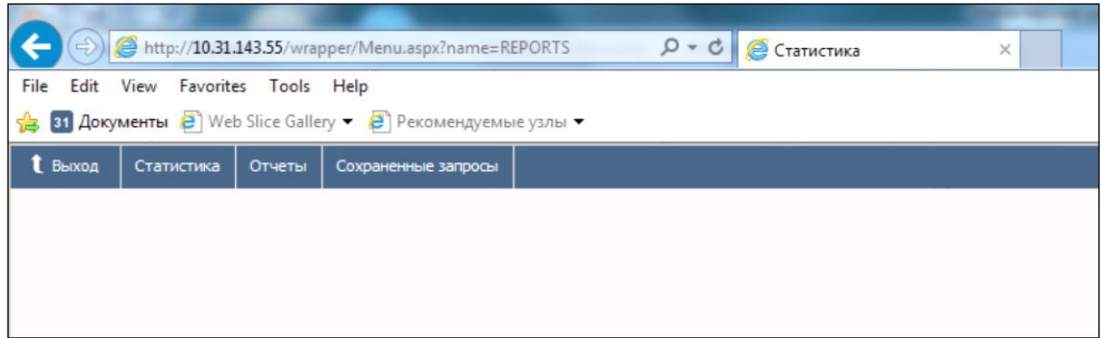 http://10.31.143.55/wrapper/Menu.aspx?name=REPORTS Статистика
File Edit View Favorites Tools Help
31 Документы Web Slice Gallery Рекомендуемые узлы
Выход Статистика Отчеты Сохраненные запросы